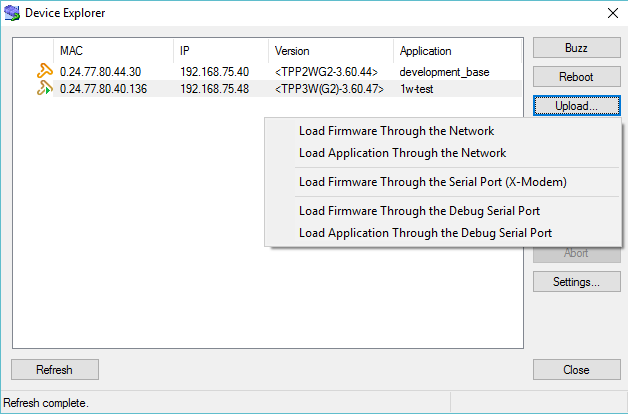 Device Explorer
MAC IP Version Application
0.24.77.80.44.30 192.168.75.40 <TPP2WG2-3.60.44> development_base
0.24.77.80.40.136 192.168.75.48 <TPP3W(G2)-3.60.47> 1w-test
Buzz
Reboot
Upload...
Load Firmware Through the Network
Load Application Through the Network
Load Firmware Through the Serial Port (X-Modem)
Load Firmware Through the Debug Serial Port
Load Application Through the Debug Serial Port
Abort
Settings...
Refresh
Close
Refresh complete.